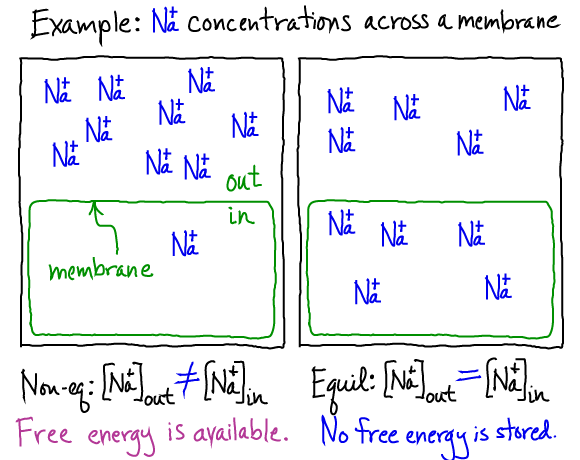 Example: Na+ concentrations across a membrane
Na+ Na+ Na+
Na+ Na+ Na+
Na+ Na+ Na+
out
in
Na+
membrane
Na+ Na+ Na+
Na+ Na+
Na+ Na+ Na+
Na+ Na+
Non-eq: [Na+]out ≠ [Na+]in
Free energy is available.
Equil: [Na+]out = [Na+]in
No free energy is stored.